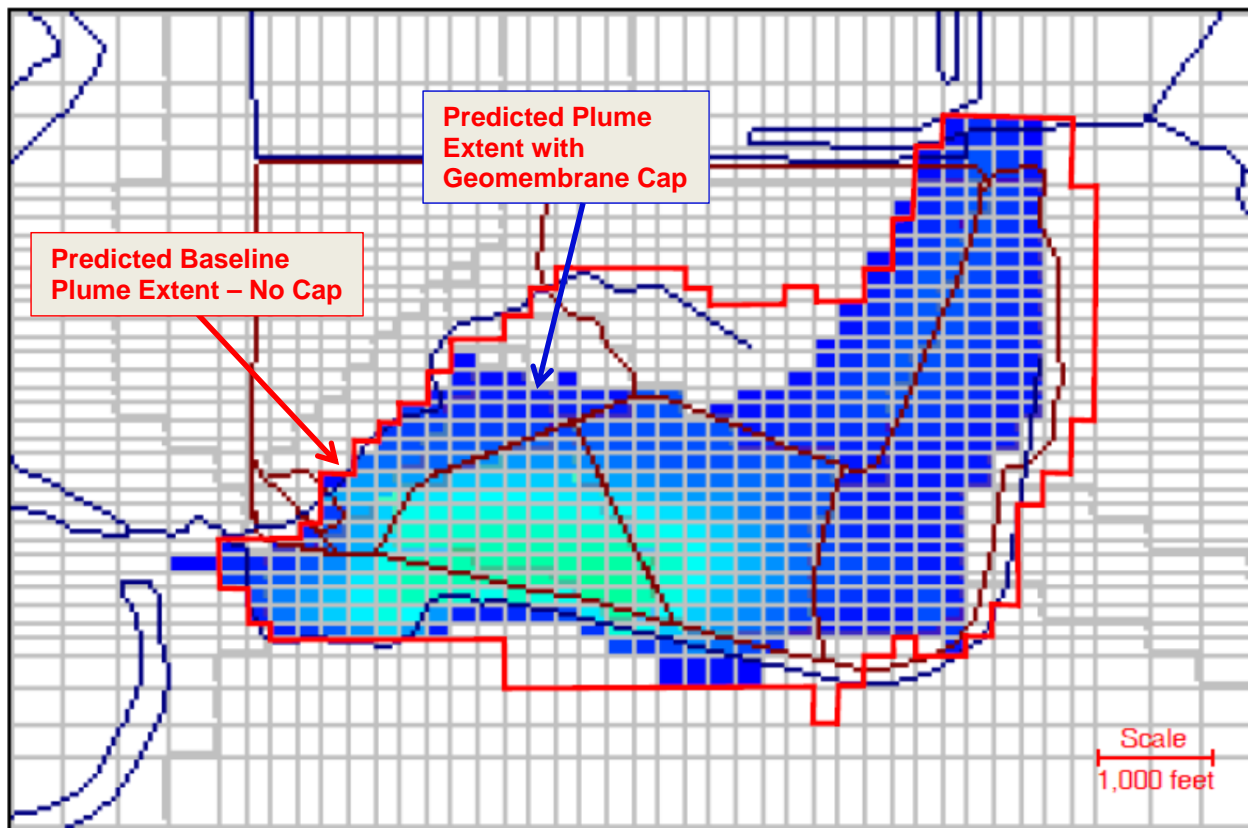 Predicted Plume
Extent with
Geomembrane Cap
Predicted Baseline
Plume Extent – No Cap
Scale
1,000 feet